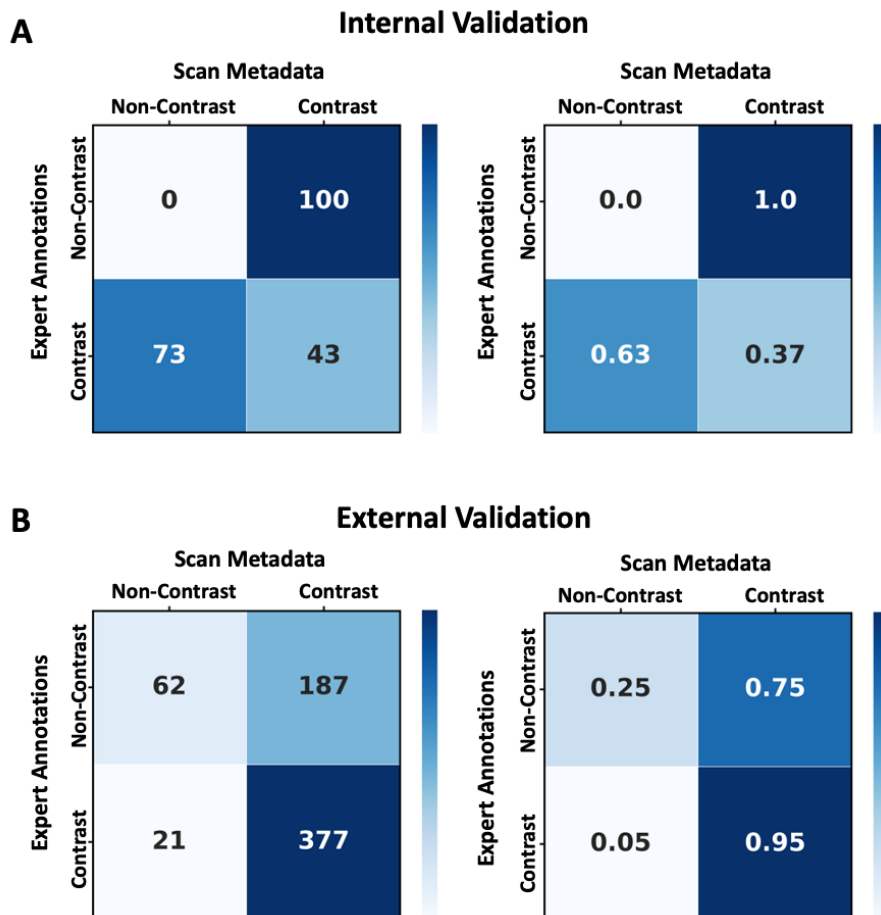 A
Internal Validation
Scan Metadata
Non-Contrast Contrast
Expert Annotations
Non-Contrast
Contrast
0 100
73 43
Scan Metadata
Non-Contrast Contrast
Expert Annotations
Non-Contrast
Contrast
0.0 1.0
0.63 0.37
B
External Validation
Scan Metadata
Non-Contrast Contrast
Expert Annotations
Non-Contrast
Contrast
62 187
21 377
Scan Metadata
Non-Contrast Contrast
Expert Annotations
Non-Contrast
Contrast
0.25 0.75
0.05 0.95